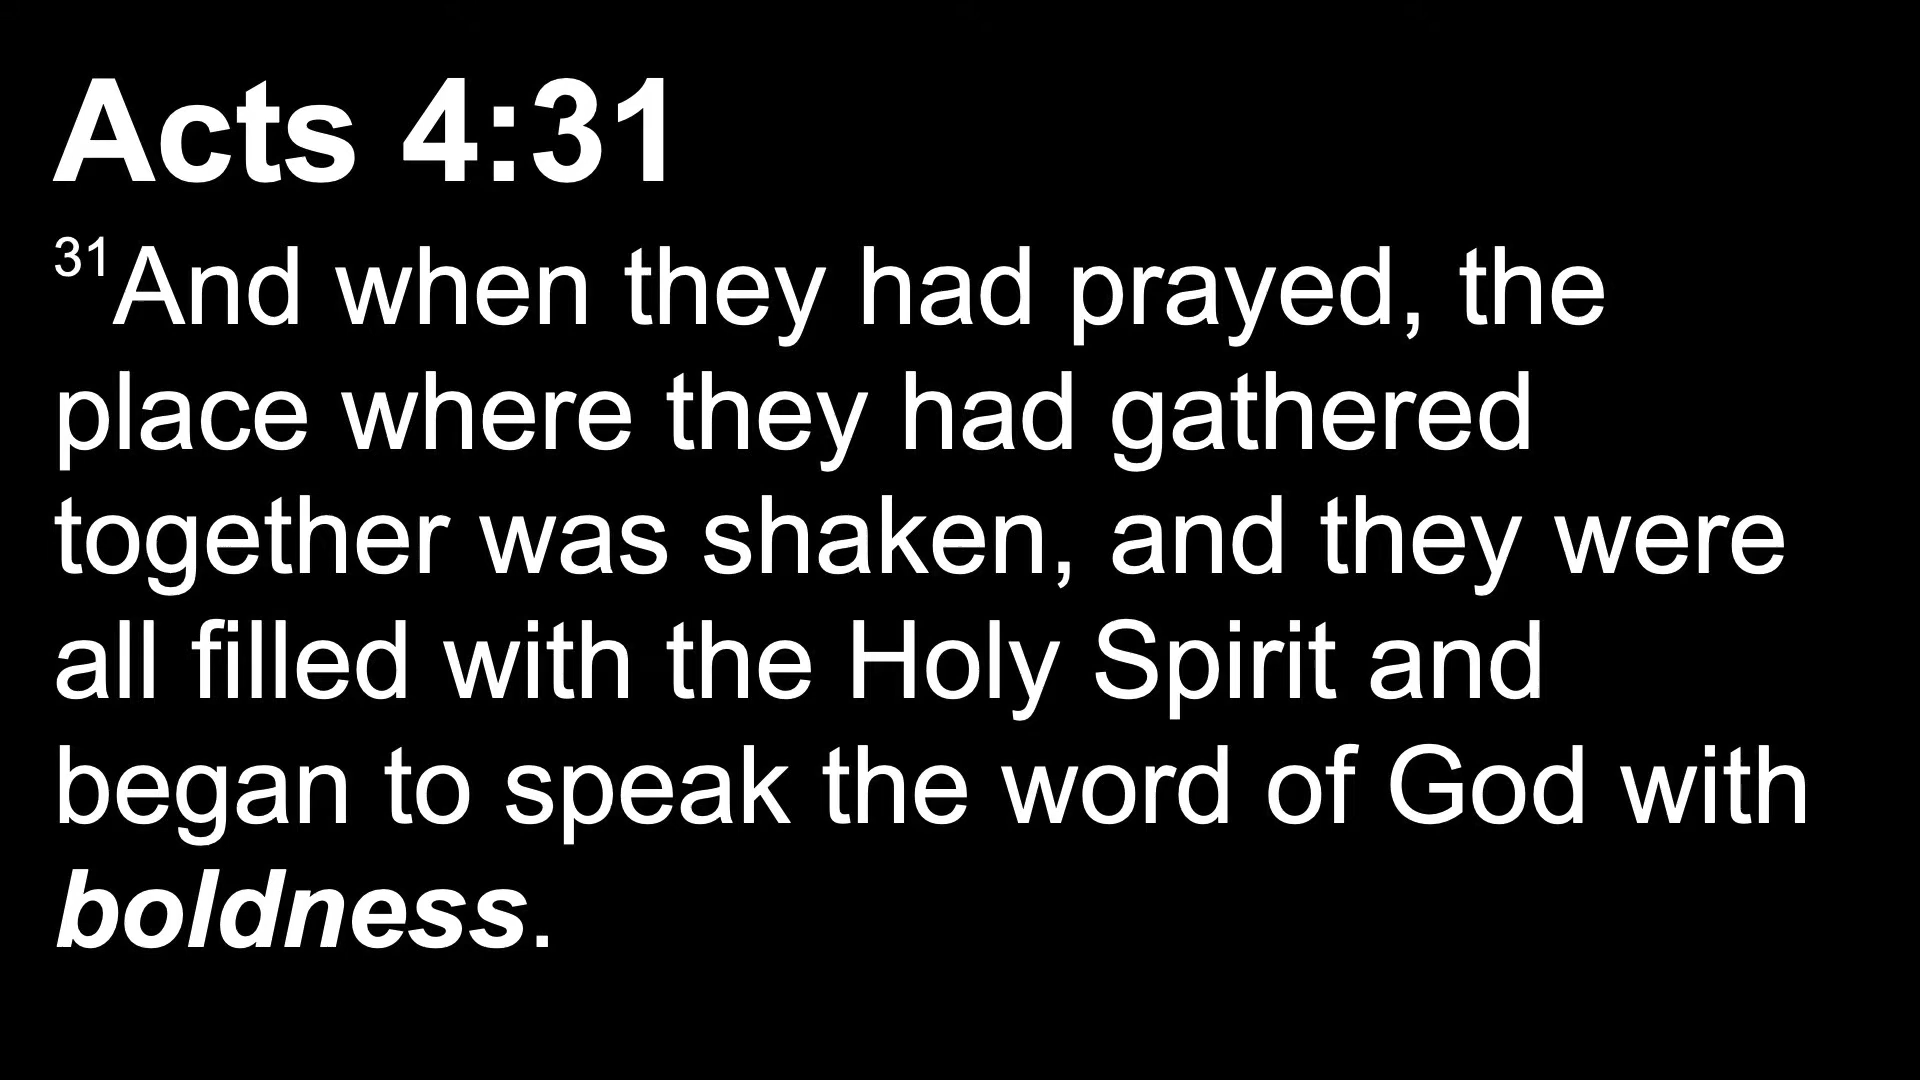 Acts 4:31
31And when they had prayed, the
place where they had gathered
together was shaken, and they were
all filled with the Holy Spirit and
began to speak the word of God with
boldness.